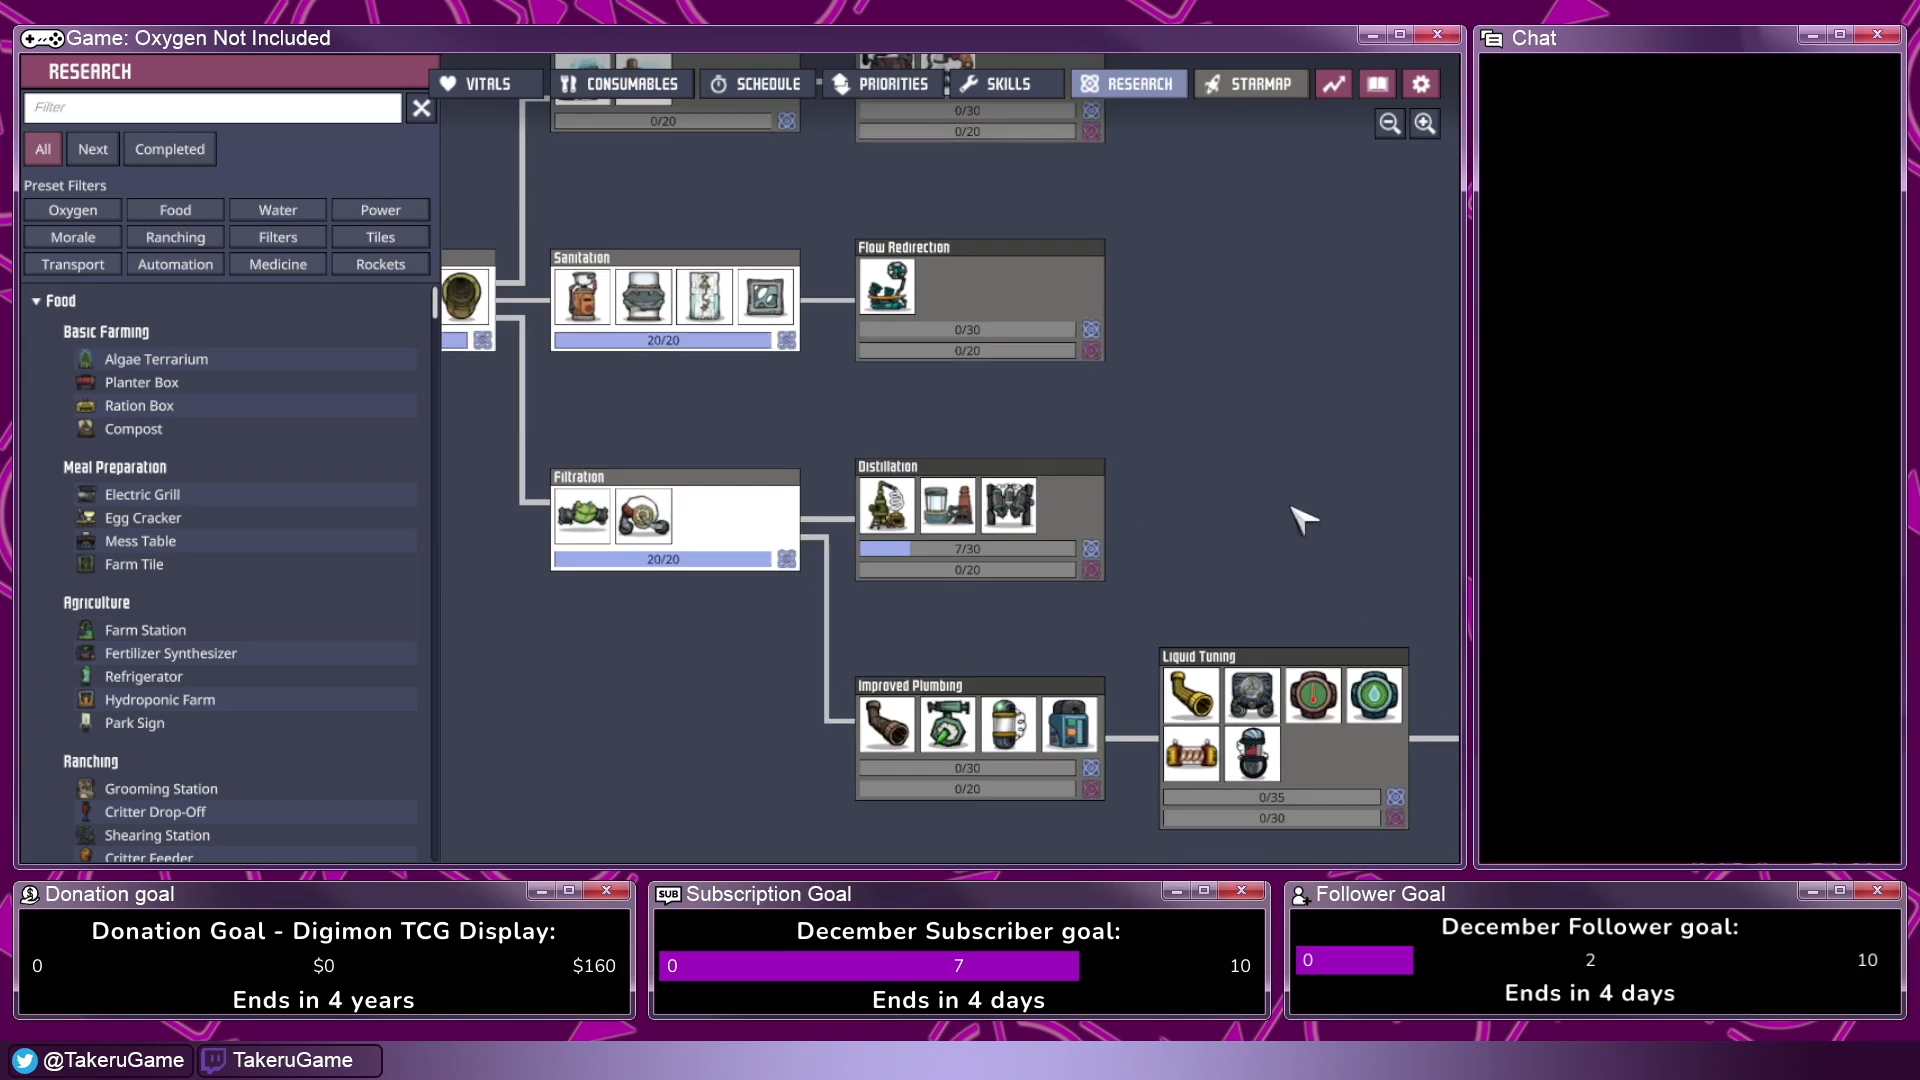 Game: Oxygen Not Included
RESEARCH
Filter
All
Next
Completed
Preset Filters
Oxygen
Food
Water
Power
Morale
Ranching
Filters
Tiles
Transport
Automation
Medicine
Rockets
Food
Basic Farming
Algae Terrarium
Planter Box
Ration Box
Compost
Meal Preparation
Electric Grill
Egg Cracker
Mess Table
Farm Tile
Agriculture
Farm Station
Fertilizer Synthesizer
Refrigerator
Hydroponic Farm
Park Sign
Ranching
Grooming Station
Critter Drop-Off
Shearing Station
Critter Feeder
VITALS
CONSUMABLES
SCHEDULE
PRIORITIES
SKILLS
RESEARCH
STARMAP
0/20
0/30
0/20
Sanitation
20/20
Flow Redirection
0/30
0/20
Filtration
20/20
Distillation
7/30
0/20
Improved Plumbing
0/30
0/20
Liquid Tuning
0/35
0/30
Chat
Donation goal
Donation Goal - Digimon TCG Display:
0
$0
$160
Ends in 4 years
SUB
Subscription Goal
December Subscriber goal:
0
7
10
Ends in 4 days
Follower Goal
December Follower goal:
0
2
10
Ends in 4 days
@TakeruGame
TakeruGame